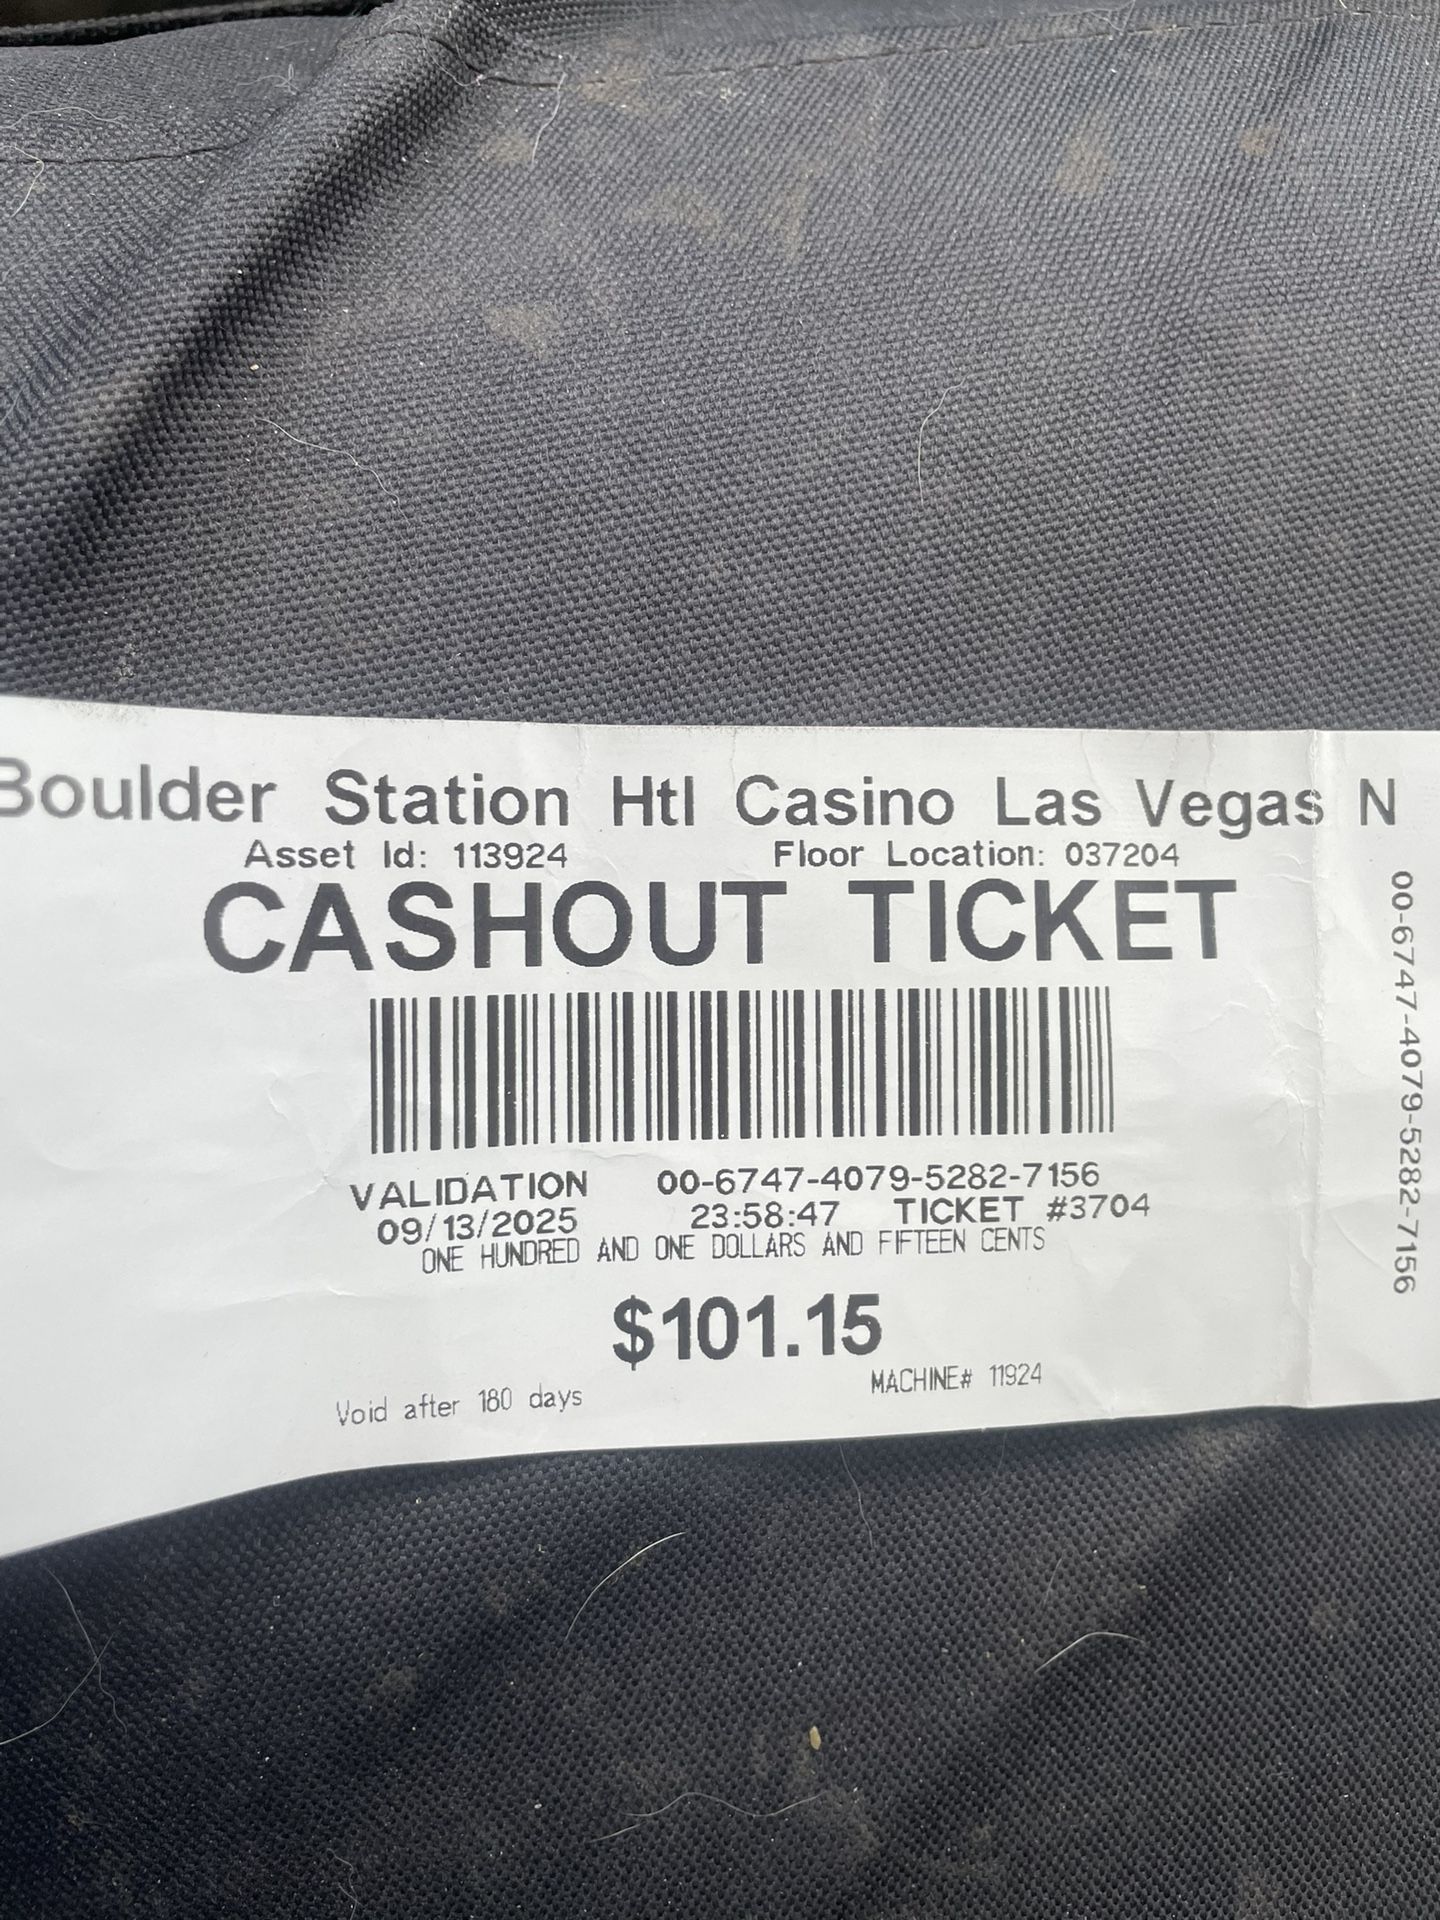 Boulder Station Htl Casino Las Vegas N
Asset Id: 113924 Floor Location: 037204
CASHOUT TICKET
VALIDATION 00-6747-4079-5282-7156
09/13/2025 23:58:47 TICKET #3704
ONE HUNDRED AND ONE DOLLARS AND FIFTEEN CENTS
$101.15
Void after 180 days MACHINE# 11924
00-6747-4079-5282-7156